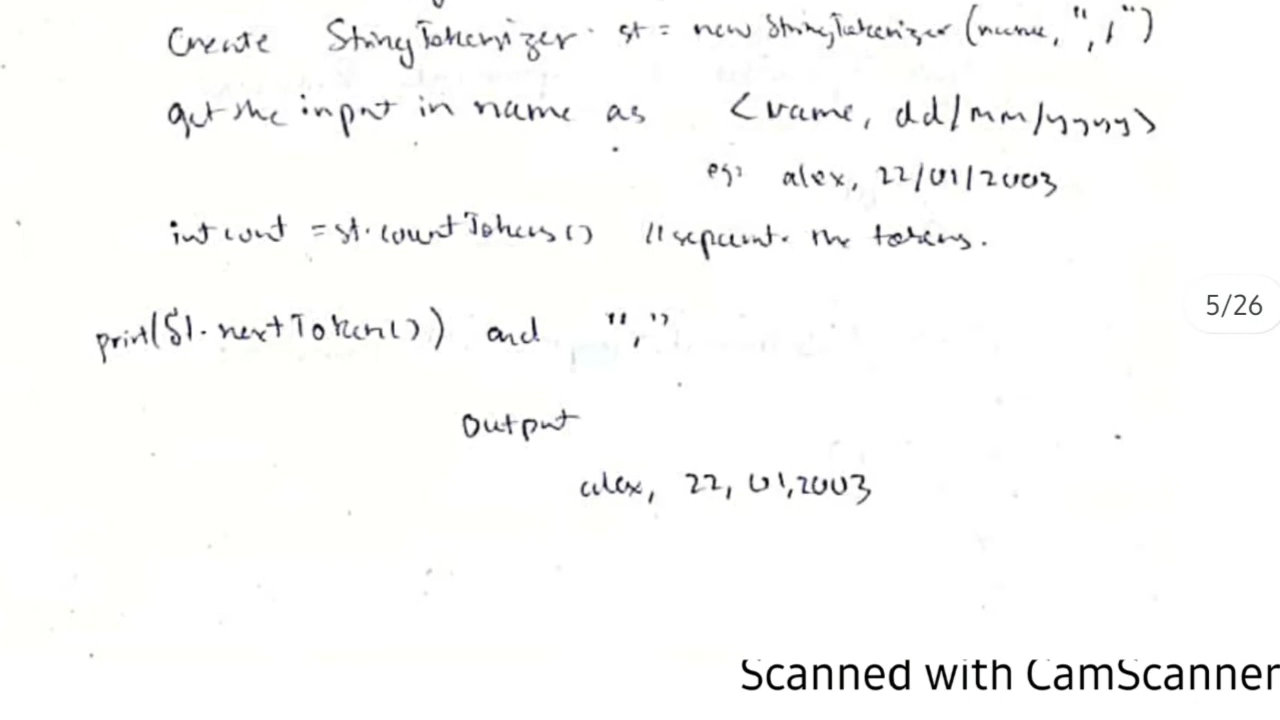 Create StringTokenizer st = new StringTokenizer (name, ",/")
get the input in name as <name, dd/mm/yyyy>
eg: alex, 22/01/2003
int count = st.countTokens() // separate the tokens.
5/26
print(St.nextToken()) and ","
Output
alex, 22, 01,2003
Scanned with CamScanner